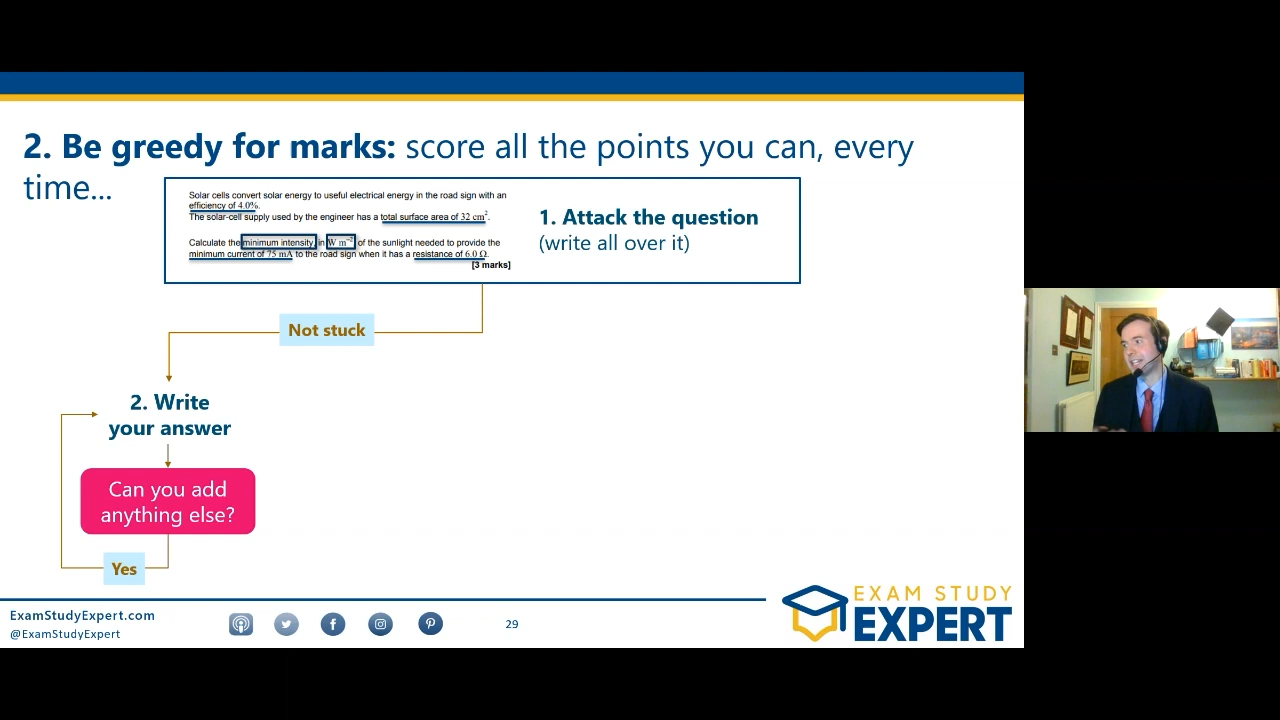 2. Be greedy for marks: score all the points you can, every
time...
Solar cells convert solar energy to useful electrical energy in the road sign with an
efficiency of 4.0%.
The solar-cell supply used by the engineer has a total surface area of 32 cm².
Calculate the minimum intensity, in W m⁻² of the sunlight needed to provide the
minimum current of 75 mA to the road sign when it has a resistance of 6.0 Ω.
[3 marks]
1. Attack the question
(write all over it)
Not stuck
2. Write
your answer
Can you add
anything else?
Yes
ExamStudyExpert.com
@ExamStudyExpert
29
EXAM STUDY
EXPERT